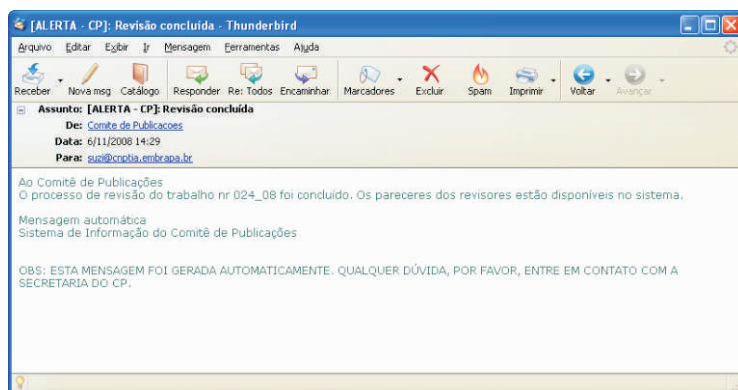 [ALERTA - CP]: Revisão concluída - Thunderbird
Arquivo Editar Exibir Ir Mensagem Ferramentas Ajuda
Receber Nova msg Catálogo Responder Re: Todos Encaminhar Marcadores Excluir Spam Imprimir Voltar Avançar
Assunto: [ALERTA - CP]: Revisão concluída
De: Comite de Publicacoes
Data: 6/11/2008 14:29
Para: suzi@cnptia.embrapa.br
Ao Comitê de Publicações
O processo de revisão do trabalho nr 024_08 foi concluído. Os pareceres dos revisores estão disponíveis no sistema.
Mensagem automática
Sistema de Informação do Comitê de Publicações
OBS: ESTA MENSAGEM FOI GERADA AUTOMATICAMENTE. QUALQUER DÚVIDA, POR FAVOR, ENTRE EM CONTATO COM A
SECRETARIA DO CP.